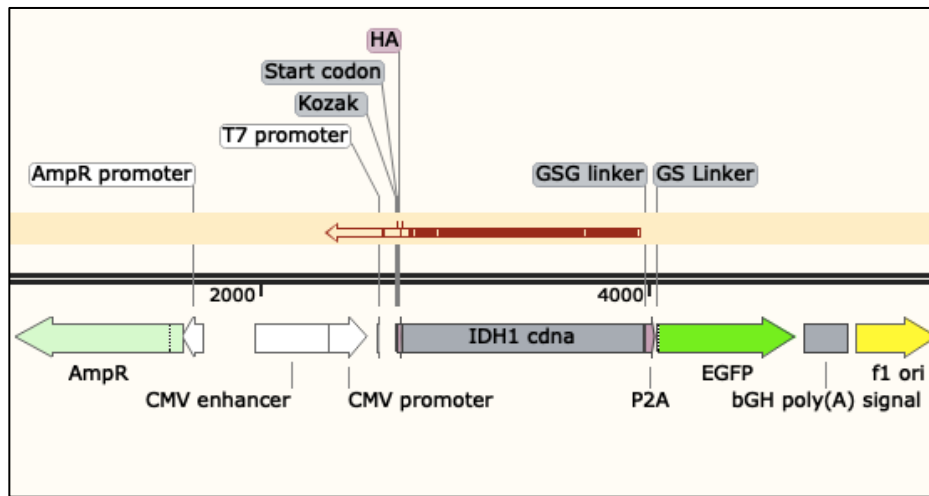 HA
Start codon
Kozak
T7 promoter
AmpR promoter
GSG linker
GS Linker
2000
4000
IDH1 cdna
AmpR
EGFP
f1 ori
CMV enhancer
CMV promoter
P2A
bGH poly(A) signal